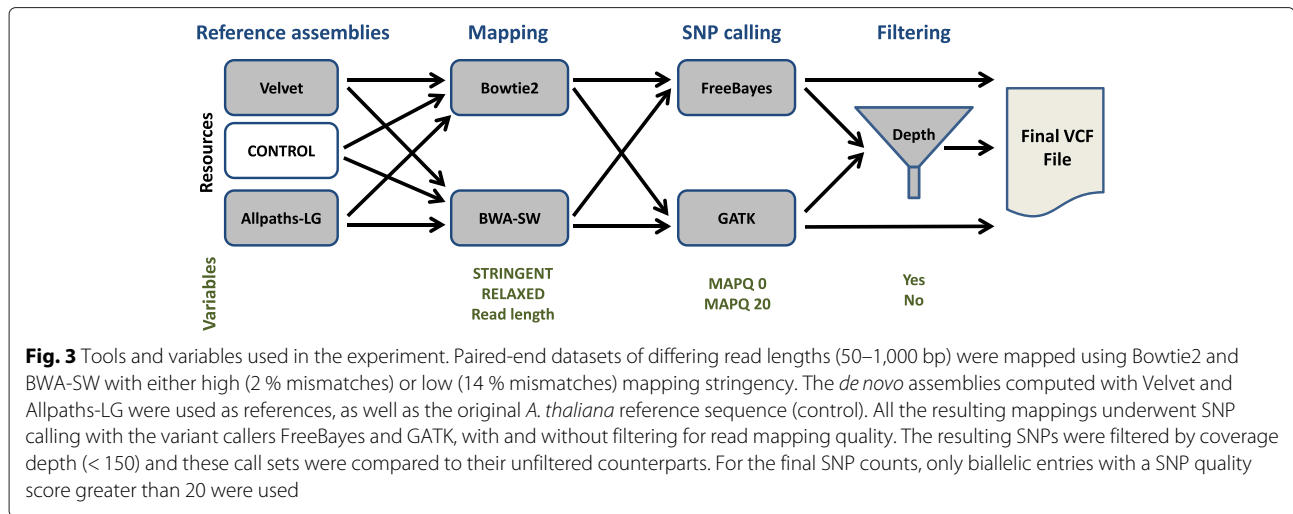 Reference assemblies
Mapping
SNP calling
Filtering
Resources
Velvet
Bowtie2
FreeBayes
CONTROL
Depth
Final VCF
File
Allpaths-LG
BWA-SW
GATK
Variables
STRINGENT
RELAXED
Read length
MAPQ 0
MAPQ 20
Yes
No
Fig. 3 Tools and variables used in the experiment. Paired-end datasets of differing read lengths (50–1,000 bp) were mapped using Bowtie2 and
BWA-SW with either high (2 % mismatches) or low (14 % mismatches) mapping stringency. The de novo assemblies computed with Velvet and
Allpaths-LG were used as references, as well as the original A. thaliana reference sequence (control). All the resulting mappings underwent SNP
calling with the variant callers FreeBayes and GATK, with and without filtering for read mapping quality. The resulting SNPs were filtered by coverage
depth (< 150) and these call sets were compared to their unfiltered counterparts. For the final SNP counts, only biallelic entries with a SNP quality
score greater than 20 were used